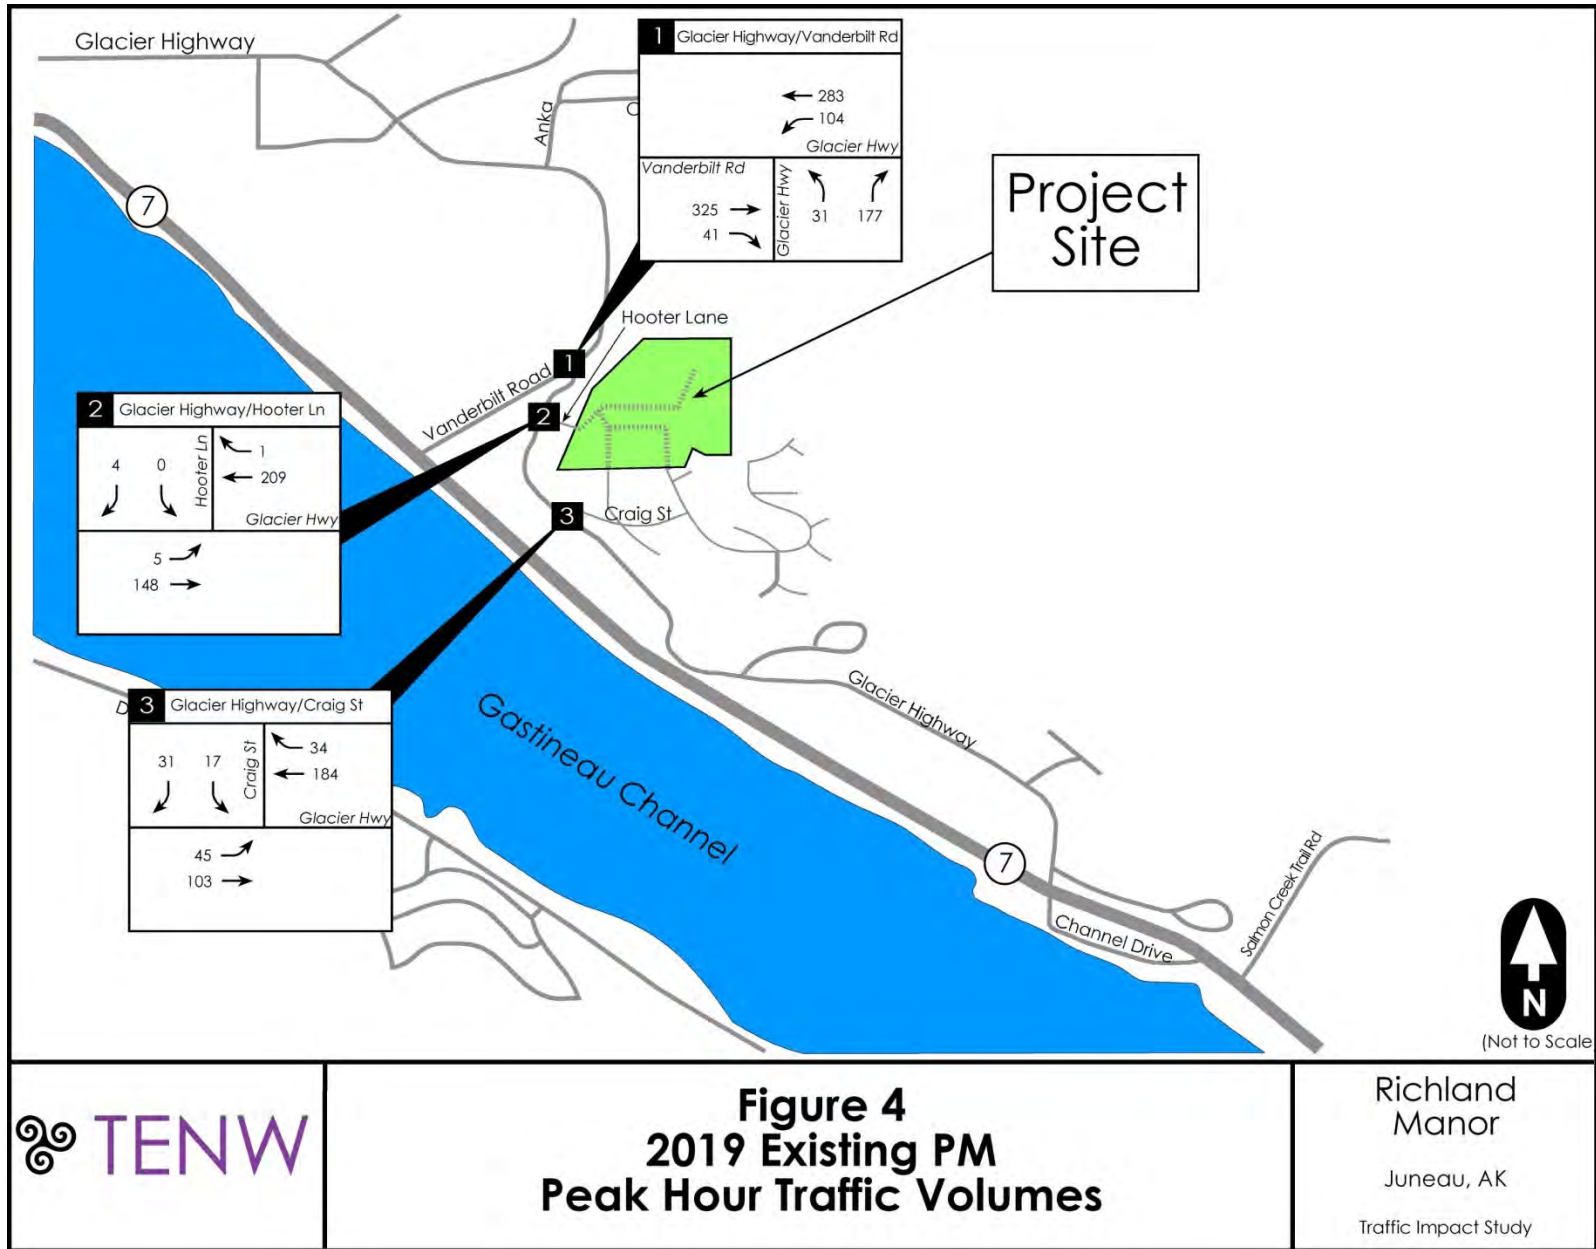 Glacier Highway
Anka
C
7
1 Glacier Highway/Vanderbilt Rd
283
104
Glacier Hwy
Vanderbilt Rd
325
41
Glacier Hwy
31 177
Project
Site
Hooter Lane
1
Vanderbilt Road
2
3
Craig St
2 Glacier Highway/Hooter Ln
4 0
Hooter Ln
1
209
Glacier Hwy
5
148
3 Glacier Highway/Craig St
D
31 17
Craig St
34
184
Glacier Hwy
45
103
Gastineau Channel
Glacier Highway
7
Channel Drive
Salmon Creek Trail Rd
N
(Not to Scale
TENW
Figure 4
2019 Existing PM
Peak Hour Traffic Volumes
Richland
Manor
Juneau, AK
Traffic Impact Study